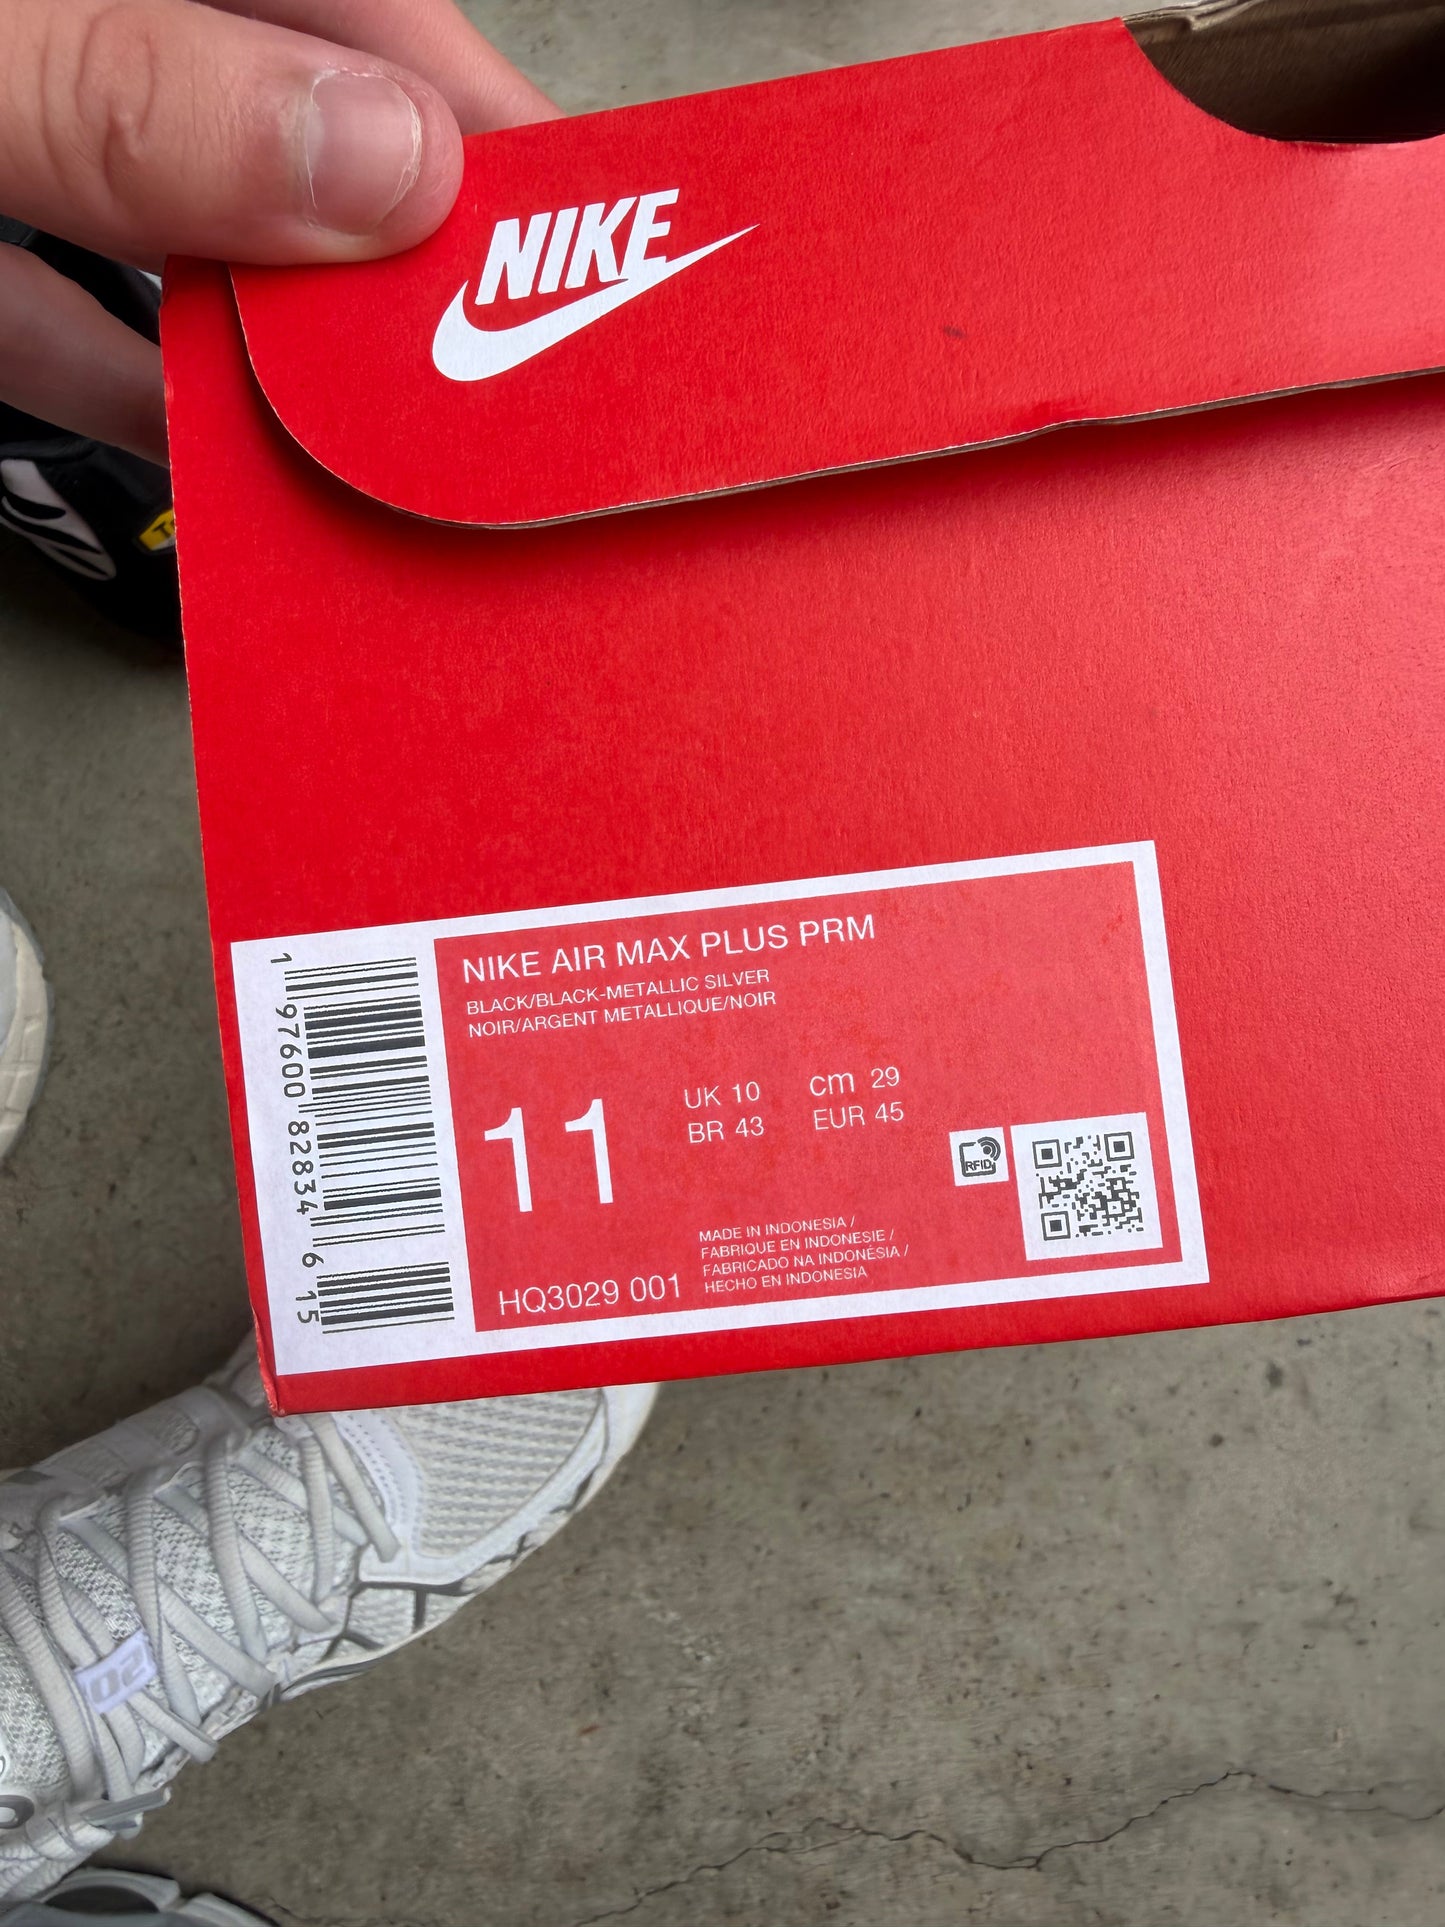 NIKE
NIKE AIR MAX PLUS PRM
BLACK/BLACK-METALLIC SILVER
NOIR/ARGENT METALLIQUE/NOIR
11
UK 10 cm 29
BR 43 EUR 45
RFID
MADE IN INDONESIA /
FABRIQUE EN INDONESIE /
FABRICADO NA INDONÉSIA /
HECHO EN INDONESIA
HQ3029 001
1 97600 82834 6 15